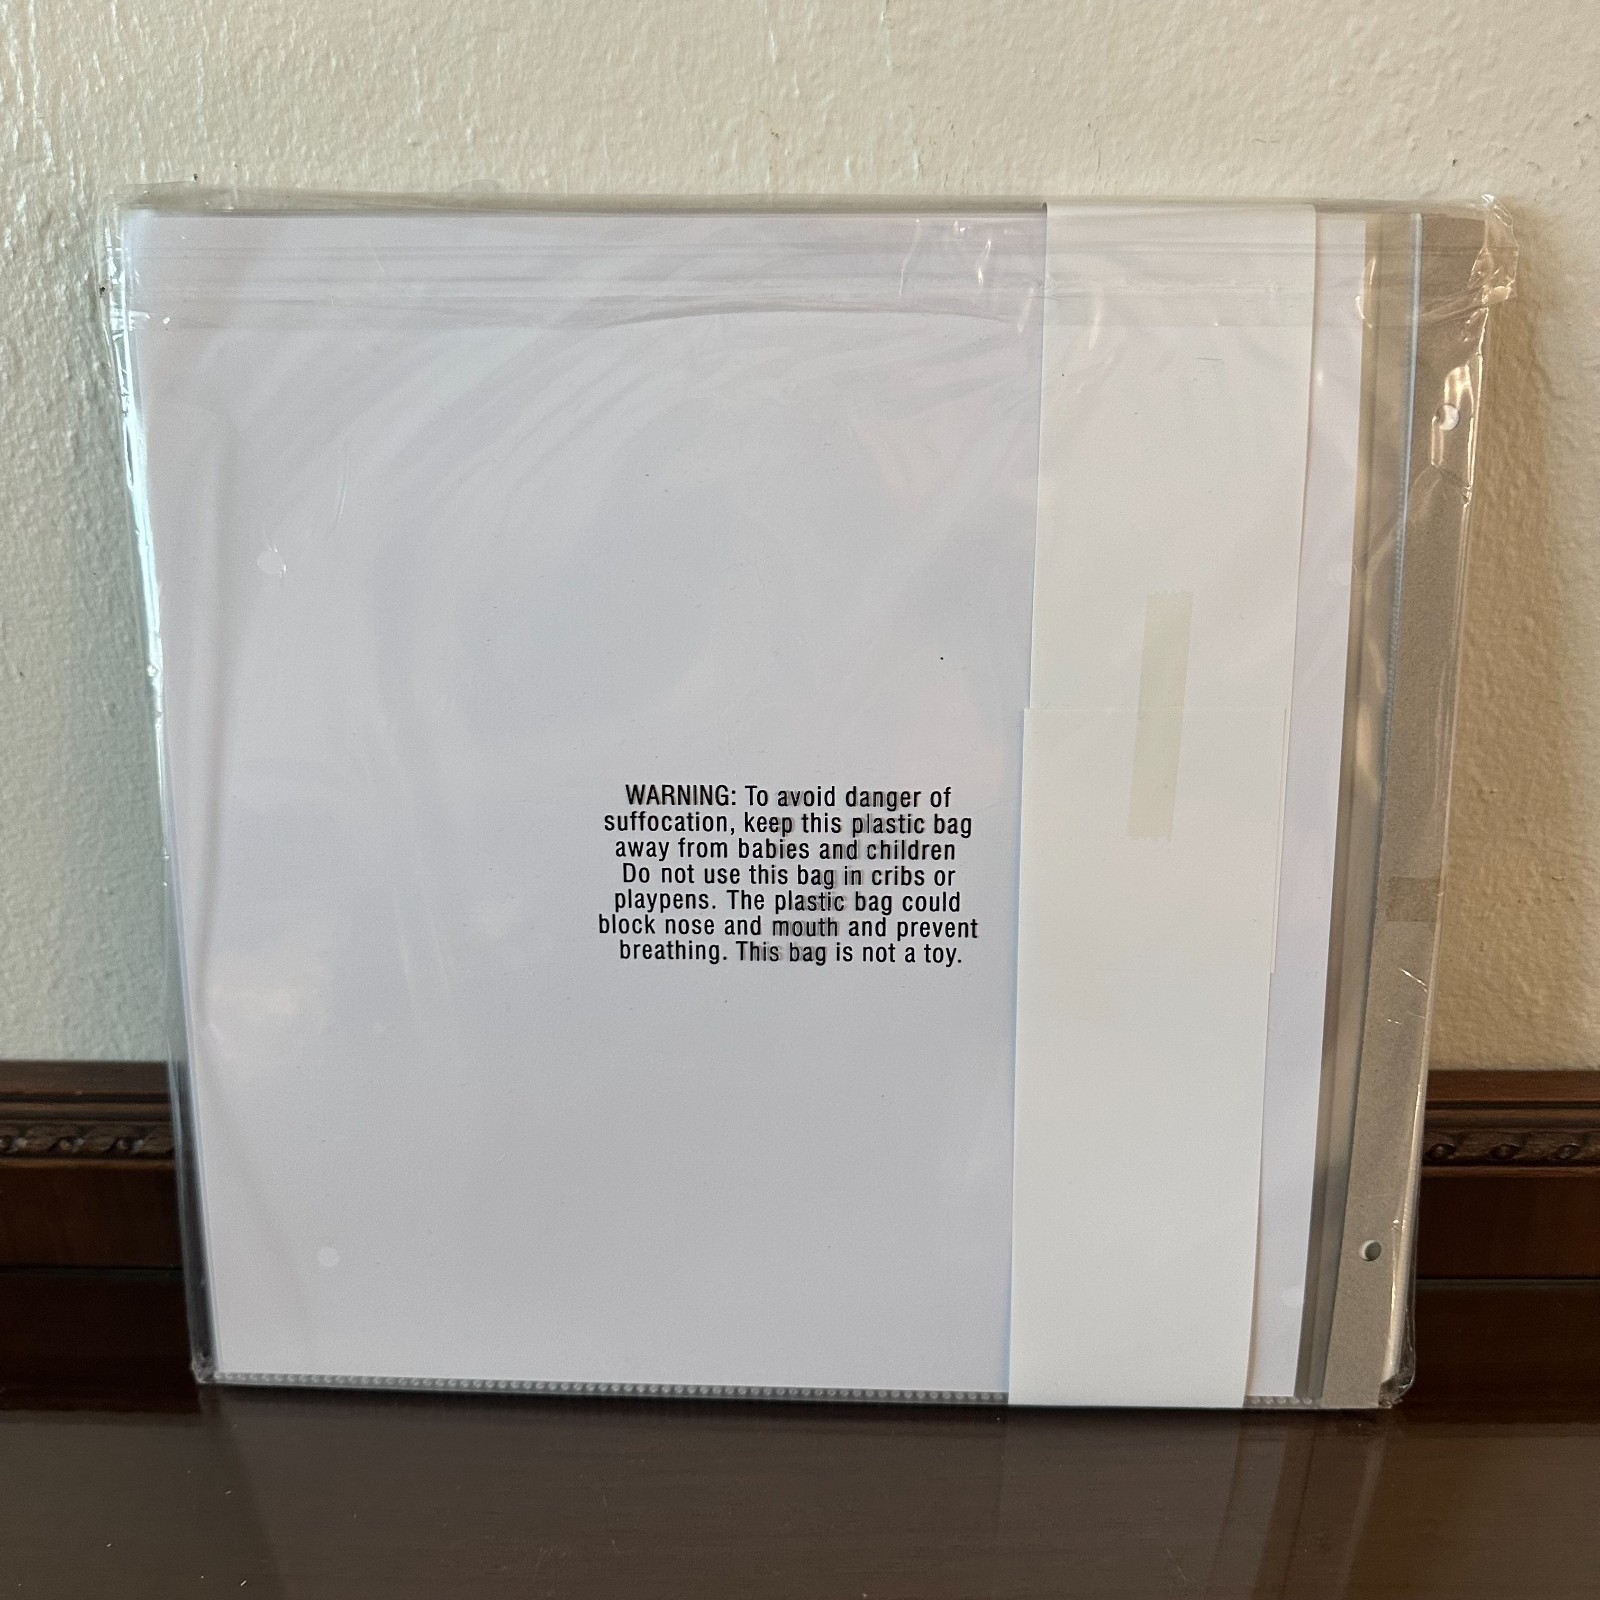 WARNING: To avoid danger of
suffocation, keep this plastic bag
away from babies and children
Do not use this bag in cribs or
playpens. The plastic bag could
block nose and mouth and prevent
breathing. This bag is not a toy.